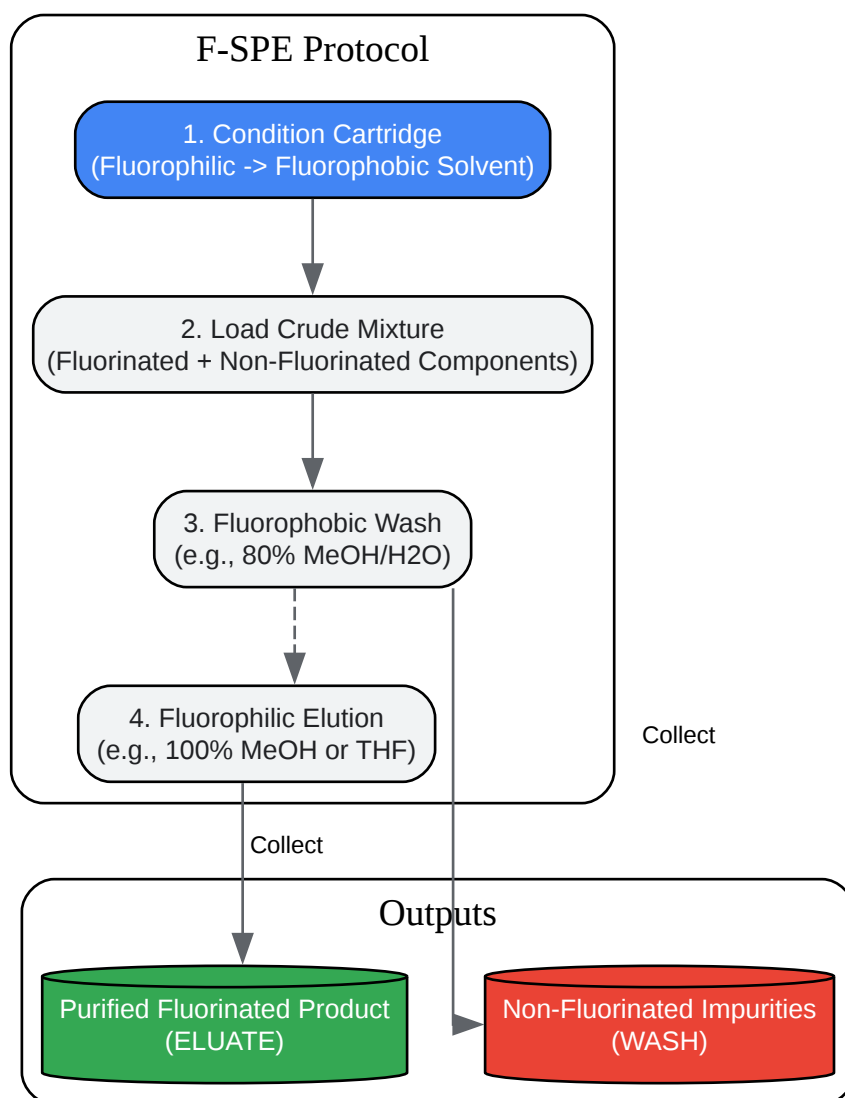 F-SPE Protocol
1. Condition Cartridge
(Fluorophilic -> Fluorophobic Solvent)
2. Load Crude Mixture
(Fluorinated + Non-Fluorinated Components)
3. Fluorophobic Wash
(e.g., 80% MeOH/H2O)
4. Fluorophilic Elution
(e.g., 100% MeOH or THF)
Collect
Collect
Outputs
Purified Fluorinated Product
(ELUATE)
Non-Fluorinated Impurities
(WASH)